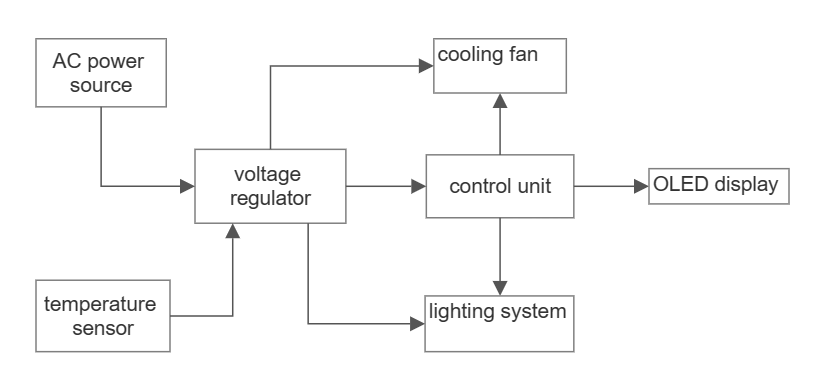 AC power
source
cooling fan
voltage
regulator
control unit
OLED display
temperature
sensor
lighting system